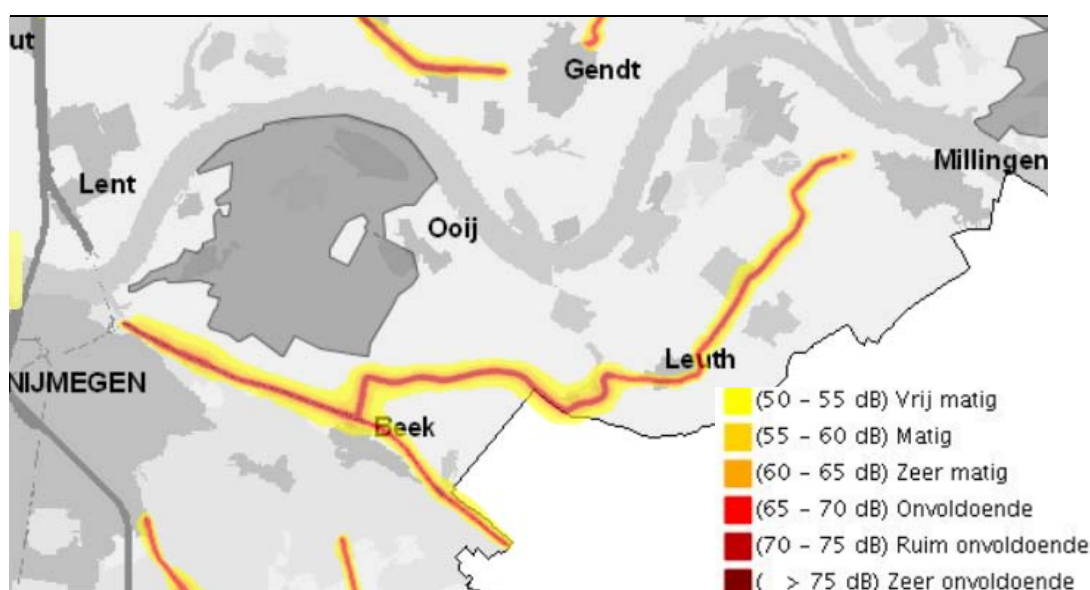 ut
Gendt
Lent
Millingen
Ooij
Leuth
NIJMEGEN
Beek
(50 - 55 dB) Vrij matig
(55 - 60 dB) Matig
(60 - 65 dB) Zeer matig
(65 - 70 dB) Onvoldoende
(70 - 75 dB) Ruim onvoldoende
( > 75 dB) Zeer onvoldoende